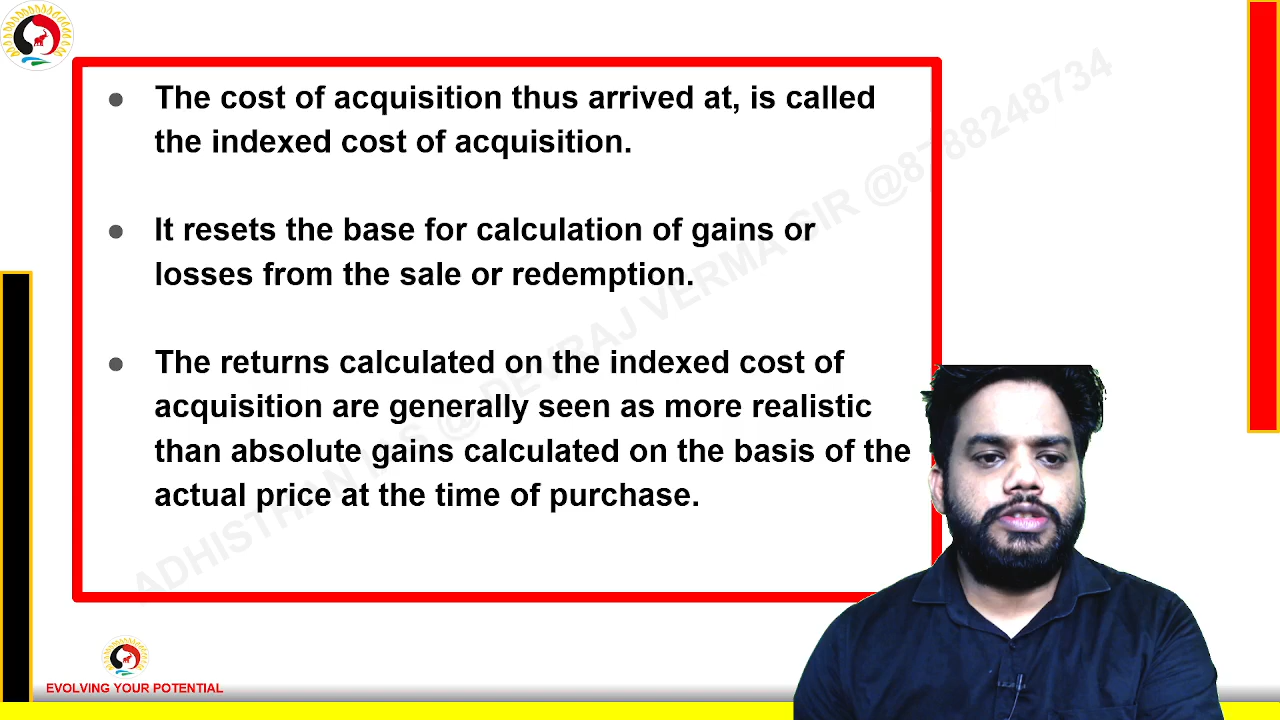 ● The cost of acquisition thus arrived at, is called
the indexed cost of acquisition.
● It resets the base for calculation of gains or
losses from the sale or redemption.
● The returns calculated on the indexed cost of
acquisition are generally seen as more realistic
than absolute gains calculated on the basis of the
actual price at the time of purchase.
EVOLVING YOUR POTENTIAL